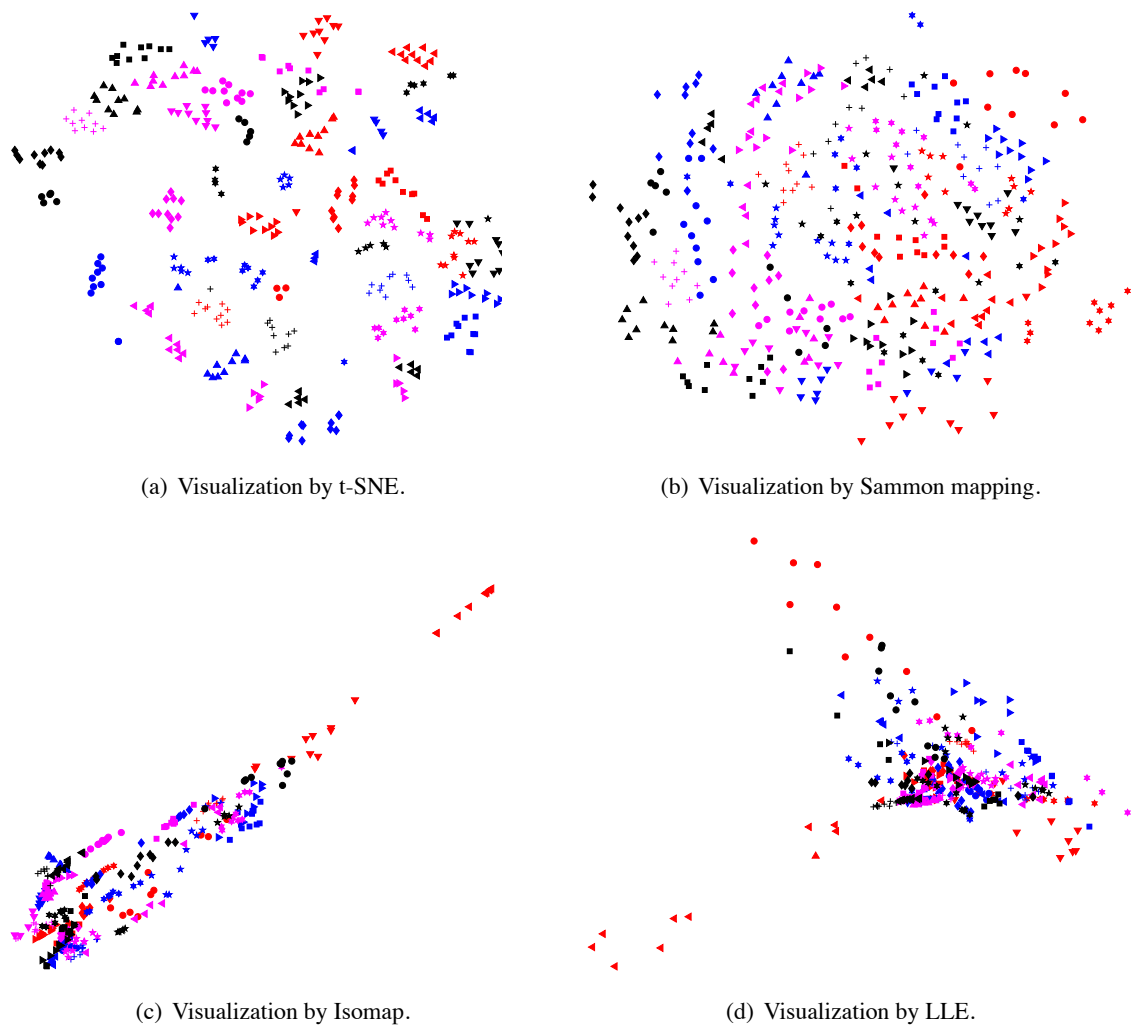 (a) Visualization by t-SNE.
(b) Visualization by Sammon mapping.
(c) Visualization by Isomap.
(d) Visualization by LLE.